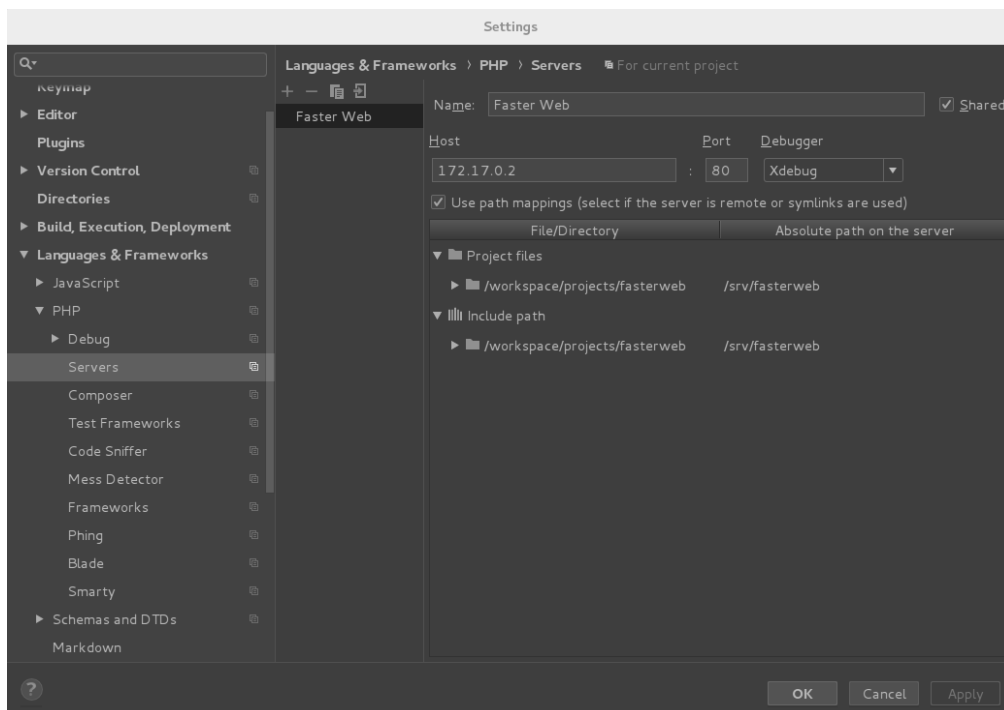 Settings
Languages & Frameworks › PHP › Servers For current project
Keymap
Editor
Plugins
Version Control
Directories
Build, Execution, Deployment
Languages & Frameworks
JavaScript
PHP
Debug
Servers
Composer
Test Frameworks
Code Sniffer
Mess Detector
Frameworks
Phing
Blade
Smarty
Schemas and DTDs
Markdown
Faster Web
Name: Faster Web Shared
Host Port Debugger
172.17.0.2 : 80 Xdebug
Use path mappings (select if the server is remote or symlinks are used)
File/Directory Absolute path on the server
Project files
/workspace/projects/fasterweb /srv/fasterweb
Include path
/workspace/projects/fasterweb /srv/fasterweb
? OK Cancel Apply